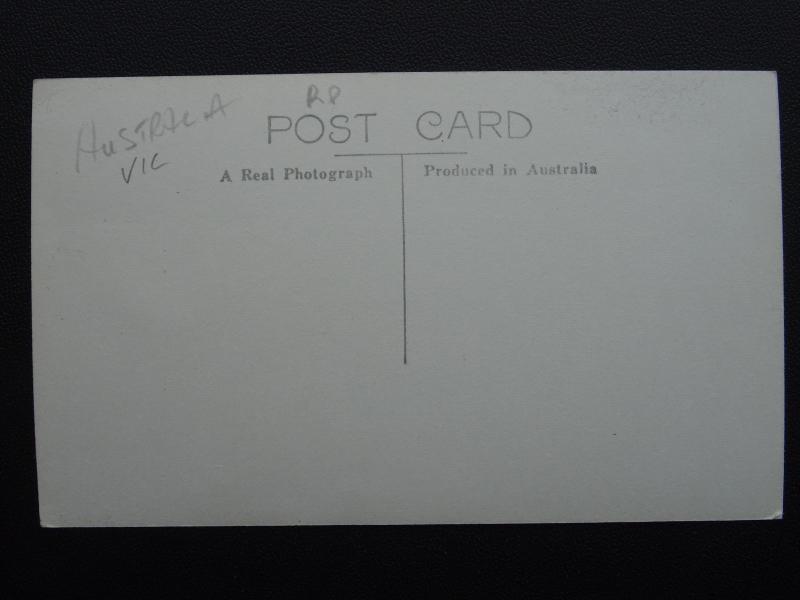 AUSTRALIA
VIC
RP
POST CARD
A Real Photograph
Produced in Australia